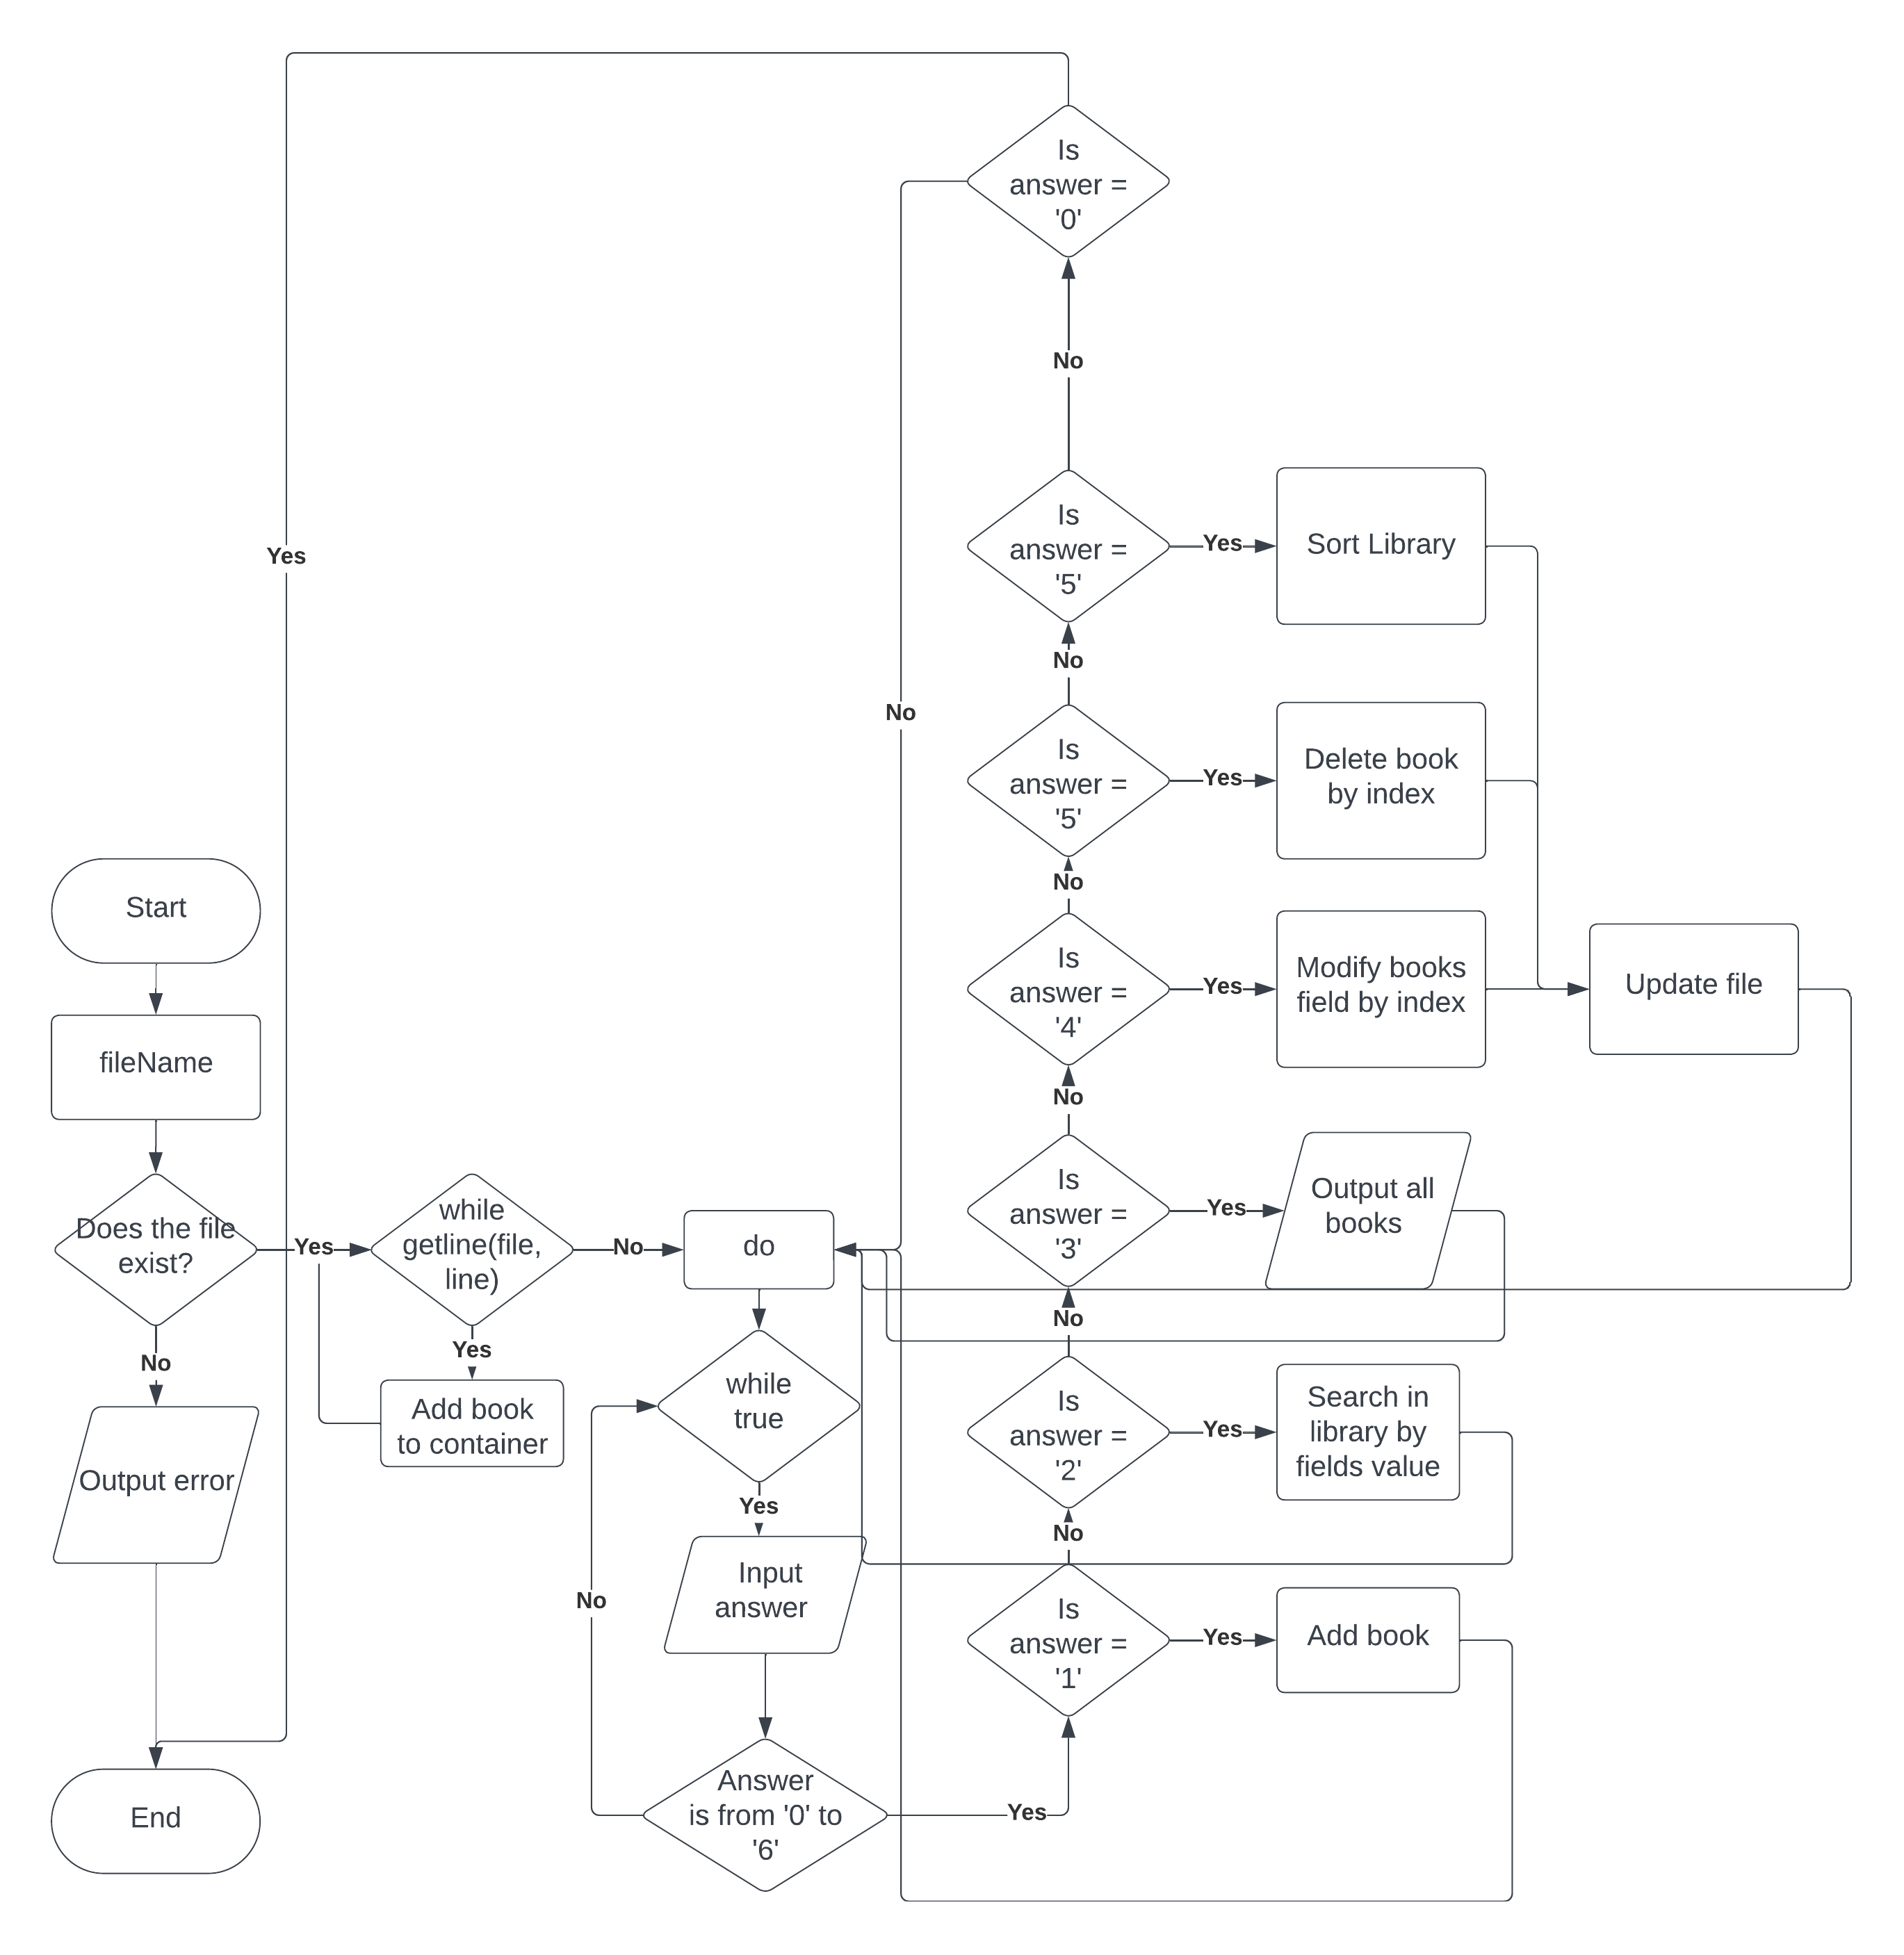 Start
fileName
Does the file
exist?
Yes
No
Output error
End
while
getline(file,
line)
No
Yes
Add book
to container
do
while
true
Yes
Input
answer
Answer
is from '0' to
'6'
No
Yes
Is
answer =
'1'
Yes
Add book
No
Is
answer =
'2'
Yes
Search in
library by
fields value
No
Is
answer =
'3'
Yes
Output all
books
No
Is
answer =
'4'
Yes
Modify books
field by index
Update file
No
Is
answer =
'5'
Yes
Delete book
by index
No
Is
answer =
'5'
Yes
Sort Library
No
Is
answer =
'0'
No
Yes